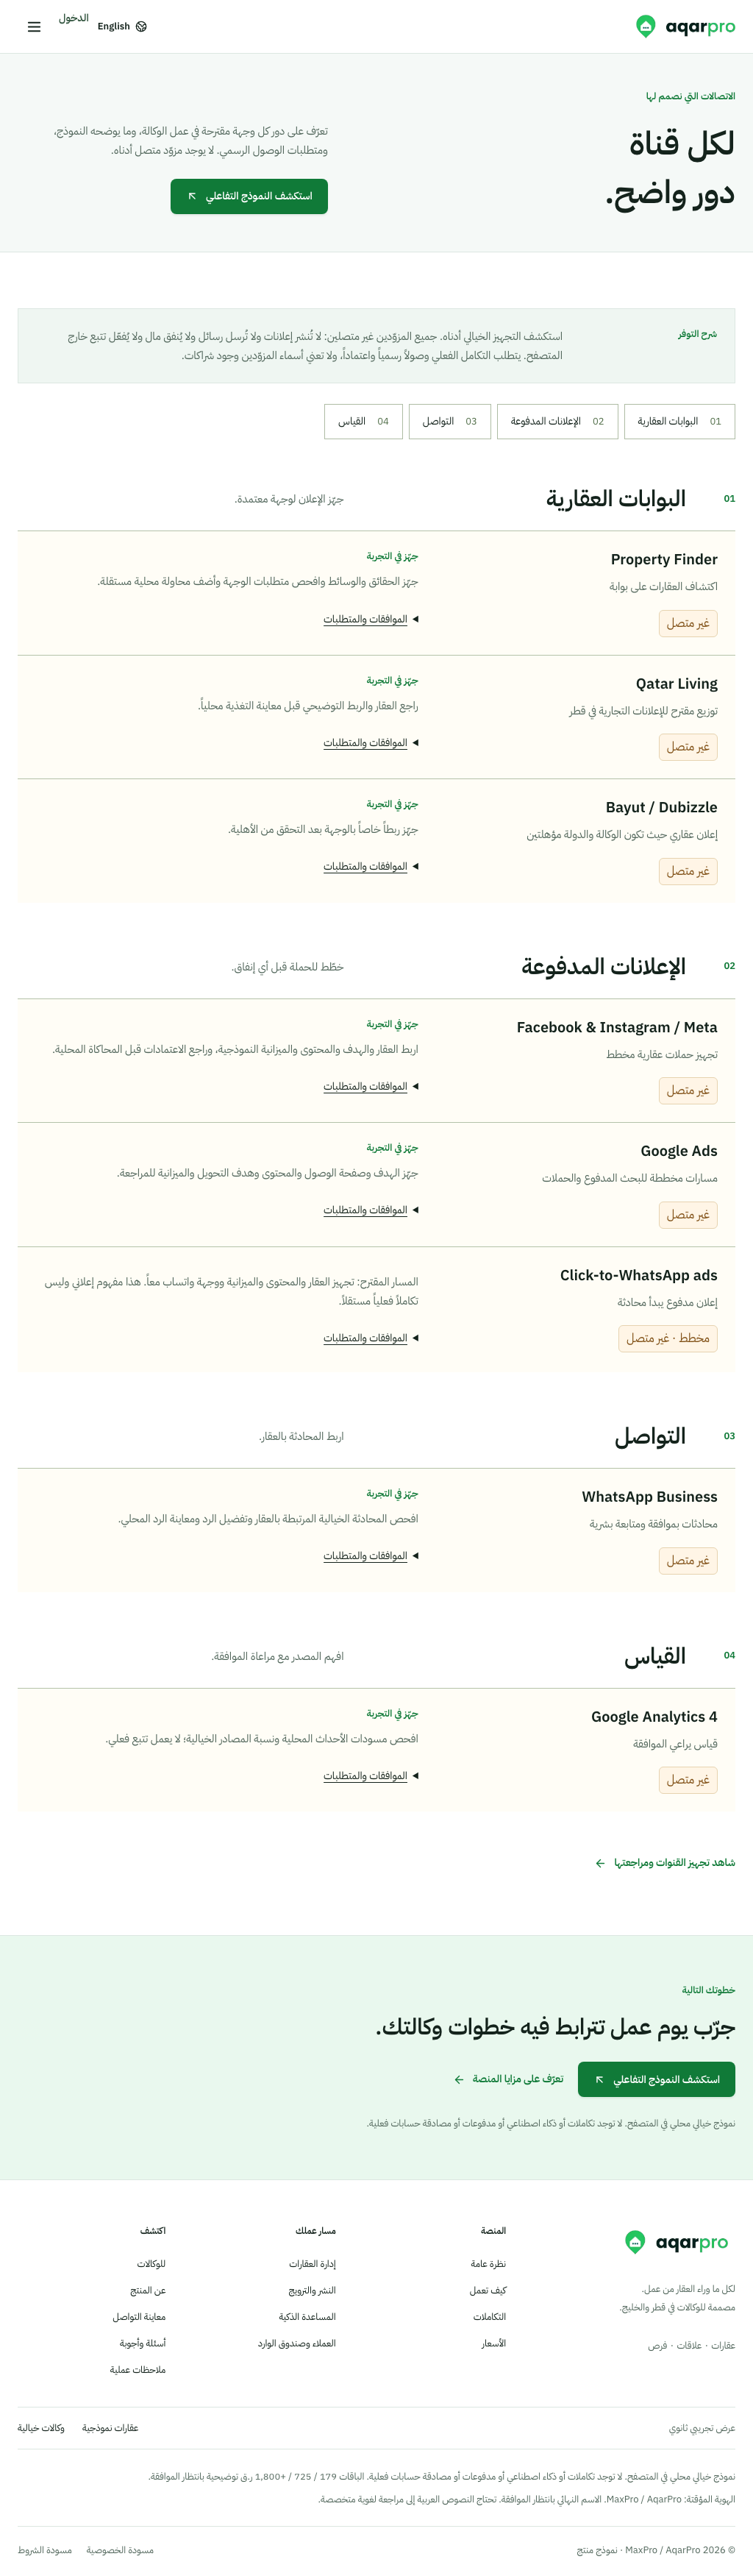 aqarpro
English
الدخول
الاتصالات التي نصمم لها
لكل قناة
دور واضح.
تعرّف على دور كل وجهة مقترحة في عمل الوكالة، وما يوضحه النموذج،
ومتطلبات الوصول الرسمي. لا يوجد مزوّد متصل أدناه.
استكشف النموذج التفاعلي
شرح التوفر
استكشف التجهيز الخيالي أدناه. جميع المزوّدين غير متصلين: لا تُنشر إعلانات ولا تُرسل رسائل ولا يُنفق مال ولا يُفعّل تتبع خارج
المتصفح. يتطلب التكامل الفعلي وصولاً رسمياً واعتماداً، ولا تعني أسماء المزوّدين وجود شراكات.
01 البوابات العقارية
02 الإعلانات المدفوعة
03 التواصل
04 القياس
01
البوابات العقارية
جهّز الإعلان لوجهة معتمدة.
Property Finder
اكتشاف العقارات على بوابة
غير متصل
جهّز في التجربة
جهّز الحقائق والوسائط وافحص متطلبات الوجهة وأضف محاولة محلية مستقلة.
الموافقات والمتطلبات
Qatar Living
توزيع مقترح للإعلانات التجارية في قطر
غير متصل
جهّز في التجربة
راجع العقار والربط التوضيحي قبل معاينة التغذية محلياً.
الموافقات والمتطلبات
Bayut / Dubizzle
إعلان عقاري حيث تكون الوكالة والدولة مؤهلتين
غير متصل
جهّز في التجربة
جهّز ربطاً خاصاً بالوجهة بعد التحقق من الأهلية.
الموافقات والمتطلبات
02
الإعلانات المدفوعة
خطّط للحملة قبل أي إنفاق.
Facebook & Instagram / Meta
تجهيز حملات عقارية مخطط
غير متصل
جهّز في التجربة
اربط العقار والهدف والمحتوى والميزانية النموذجية، وراجع الاعتمادات قبل المحاكاة المحلية.
الموافقات والمتطلبات
Google Ads
مسارات مخططة للبحث المدفوع والحملات
غير متصل
جهّز في التجربة
جهّز الهدف وصفحة الوصول والمحتوى وهدف التحويل والميزانية للمراجعة.
الموافقات والمتطلبات
Click-to-WhatsApp ads
إعلان مدفوع يبدأ محادثة
مخطط · غير متصل
المسار المقترح: تجهيز العقار والمحتوى والميزانية ووجهة واتساب معاً. هذا مفهوم إعلاني وليس
تكاملاً فعلياً مستقلاً.
الموافقات والمتطلبات
03
التواصل
اربط المحادثة بالعقار.
WhatsApp Business
محادثات بموافقة ومتابعة بشرية
غير متصل
جهّز في التجربة
افحص المحادثة الخيالية المرتبطة بالعقار وتفضيل الرد ومعاينة الرد المحلي.
الموافقات والمتطلبات
04
القياس
افهم المصدر مع مراعاة الموافقة.
Google Analytics 4
قياس يراعي الموافقة
غير متصل
جهّز في التجربة
افحص مسودات الأحداث المحلية ونسبة المصادر الخيالية؛ لا يعمل تتبع فعلي.
الموافقات والمتطلبات
شاهد تجهيز القنوات ومراجعتها
خطوتك التالية
جرّب يوم عمل تترابط فيه خطوات وكالتك.
استكشف النموذج التفاعلي
تعرّف على مزايا المنصة
نموذج خيالي محلي في المتصفح. لا توجد تكاملات أو ذكاء اصطناعي أو مدفوعات أو مصادقة حسابات فعلية.
aqarpro
لكل ما وراء العقار من عمل.
مصممة للوكالات في قطر والخليج.
عقارات · علاقات · فرص
المنصة
نظرة عامة
كيف تعمل
التكاملات
الأسعار
مسار عملك
إدارة العقارات
النشر والترويج
المساعدة الذكية
العملاء وصندوق الوارد
اكتشف
للوكالات
عن المنتج
معاينة التواصل
أسئلة وأجوبة
ملاحظات عملية
عرض تجريبي ثانوي
عقارات نموذجية
وكالات خيالية
نموذج خيالي محلي في المتصفح. لا توجد تكاملات أو ذكاء اصطناعي أو مدفوعات أو مصادقة حسابات فعلية. الباقات 179 / 725 / +1,800 ر.ق توضيحية بانتظار الموافقة.
الهوية المؤقتة: MaxPro / AqarPro. الاسم النهائي بانتظار الموافقة. تحتاج النصوص العربية إلى مراجعة لغوية متخصصة.
© 2026 MaxPro / AqarPro · نموذج منتج
مسودة الخصوصية
مسودة الشروط